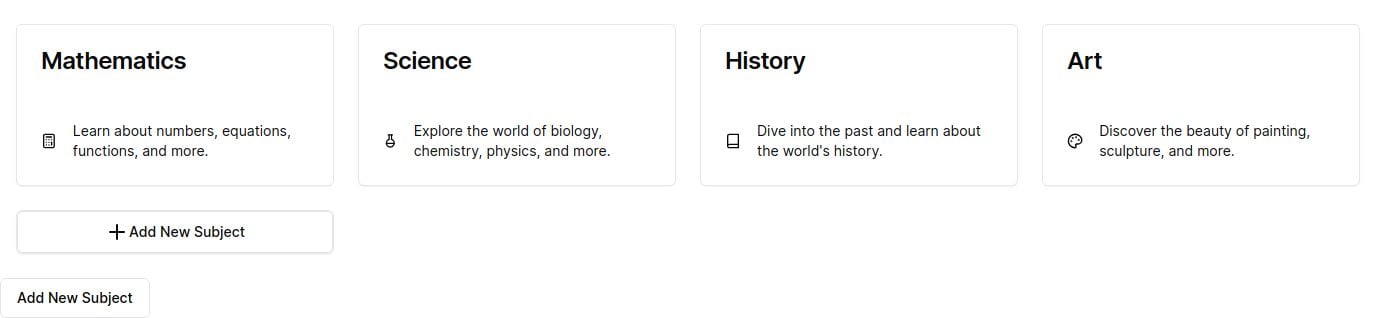 Mathematics
Learn about numbers, equations,
functions, and more.
Science
Explore the world of biology,
chemistry, physics, and more.
History
Dive into the past and learn about
the world's history.
Art
Discover the beauty of painting,
sculpture, and more.
Add New Subject
Add New Subject